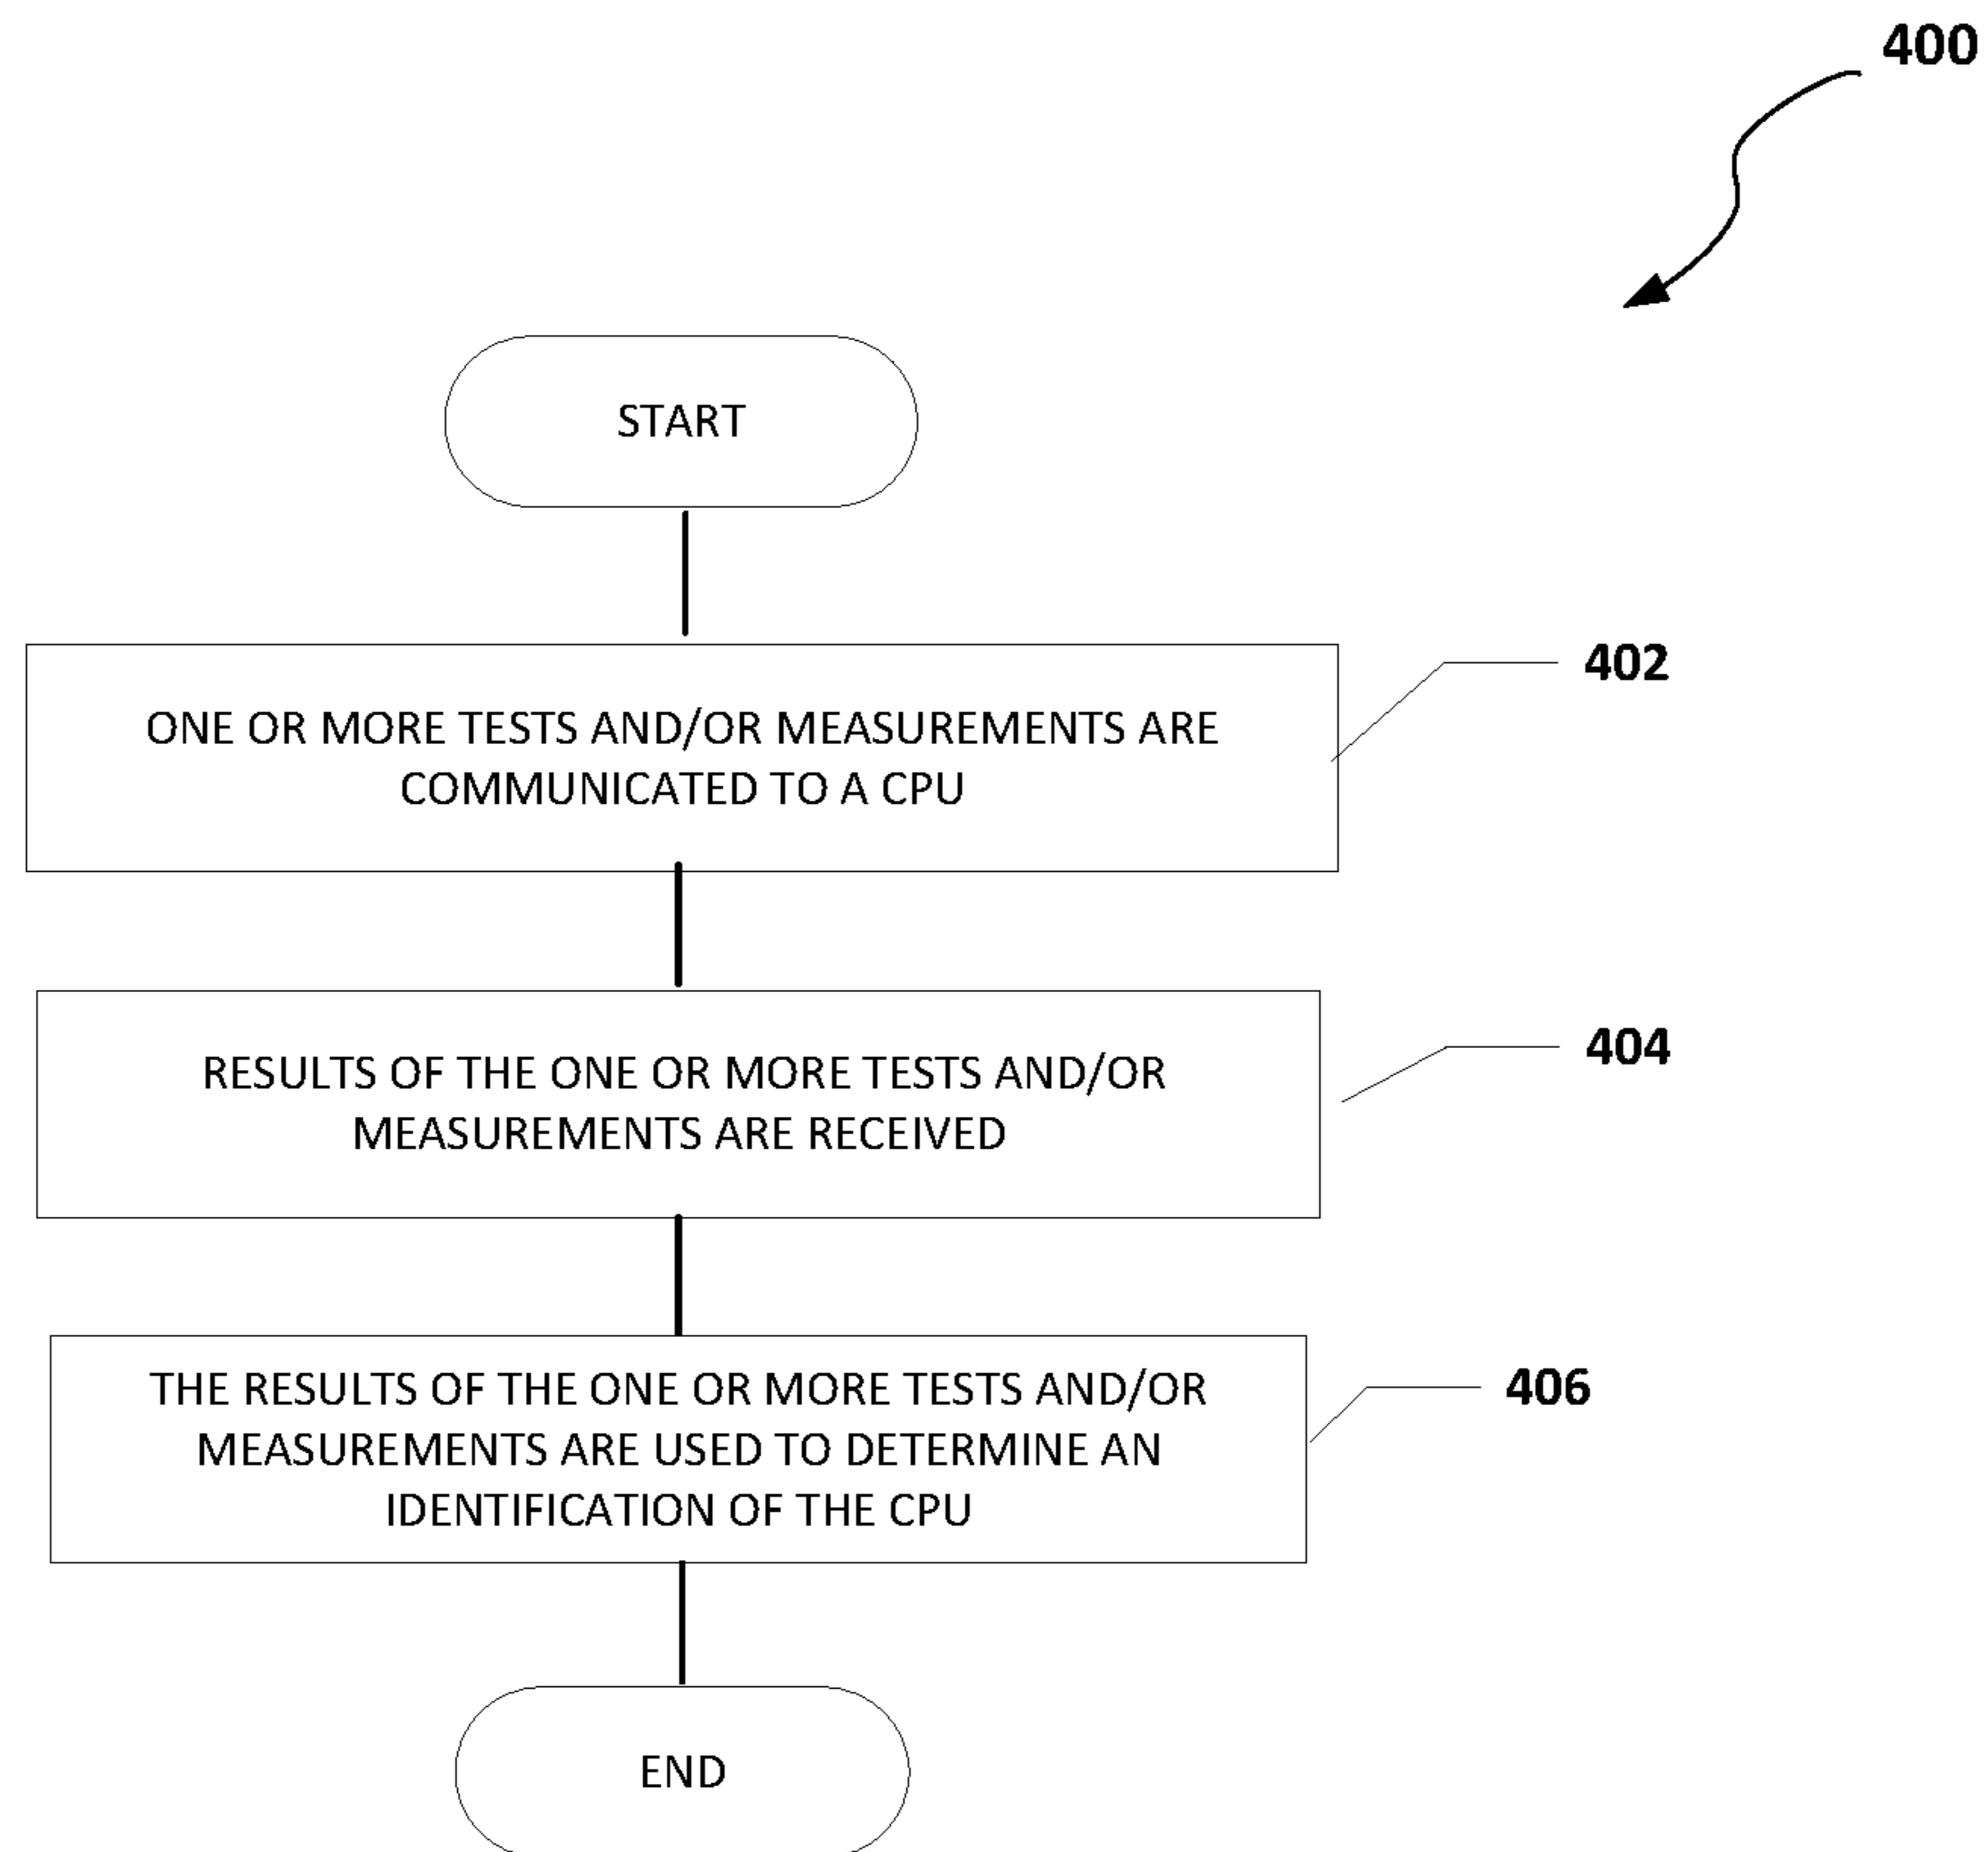 400
START
402
ONE OR MORE TESTS AND/OR MEASUREMENTS ARE
COMMUNICATED TO A CPU
404
RESULTS OF THE ONE OR MORE TESTS AND/OR
MEASUREMENTS ARE RECEIVED
406
THE RESULTS OF THE ONE OR MORE TESTS AND/OR
MEASUREMENTS ARE USED TO DETERMINE AN
IDENTIFICATION OF THE CPU
END